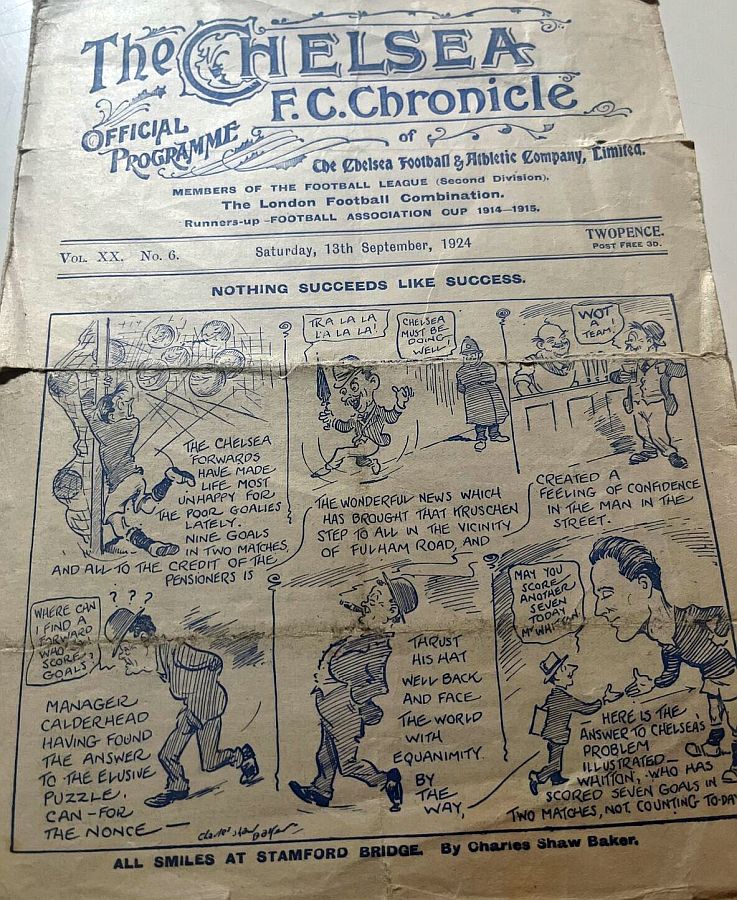 The CHELSEA
F.C. Chronicle
OFFICIAL
PROGRAMME
of
The Chelsea Football & Athletic Company, Limited.
MEMBERS OF THE FOOTBALL LEAGUE (Second Division).
The London Football Combination.
Runners-up - FOOTBALL ASSOCIATION CUP 1914-1915.
VOL. XX. No. 6.
Saturday, 13th September, 1924
TWOPENCE.
POST FREE 3D.
NOTHING SUCCEEDS LIKE SUCCESS.
THE CHELSEA
FORWARDS
HAVE MADE
LIFE MOST
UNHAPPY FOR
THE POOR GOALIES
LATELY.
NINE GOALS
IN TWO MATCHES,
AND ALL TO THE CREDIT OF THE
PENSIONERS IS
TRA LA LA
LA LA LA!
CHELSEA
MUST BE
DOING
WELL!
THE WONDERFUL NEWS WHICH
HAS BROUGHT THAT KRUSCHEN
STEP TO ALL IN THE VICINITY
OF FULHAM ROAD, AND
WOT
A
TEAM!
CREATED A
FEELING OF CONFIDENCE
IN THE MAN IN THE
STREET.
? ? ?
WHERE CAN
I FIND A
FORWARD
WHO
SCORES
GOALS?
MANAGER
CALDERHEAD
HAVING FOUND
THE ANSWER
TO THE ELUSIVE
PUZZLE,
CAN-FOR
THE NONCE —
Charles Shaw
Baker
THRUST
HIS HAT
WELL BACK
AND FACE
THE WORLD
WITH
EQUANIMITY.
BY
THE
WAY,
MAY YOU
SCORE
ANOTHER
SEVEN
TODAY
MR WHITTON
HERE IS THE
ANSWER TO CHELSEA'S
PROBLEM
ILLUSTRATED—
WHITTON, WHO HAS
SCORED SEVEN GOALS IN
TWO MATCHES, NOT COUNTING TO-DAY
ALL SMILES AT STAMFORD BRIDGE. By Charles Shaw Baker.